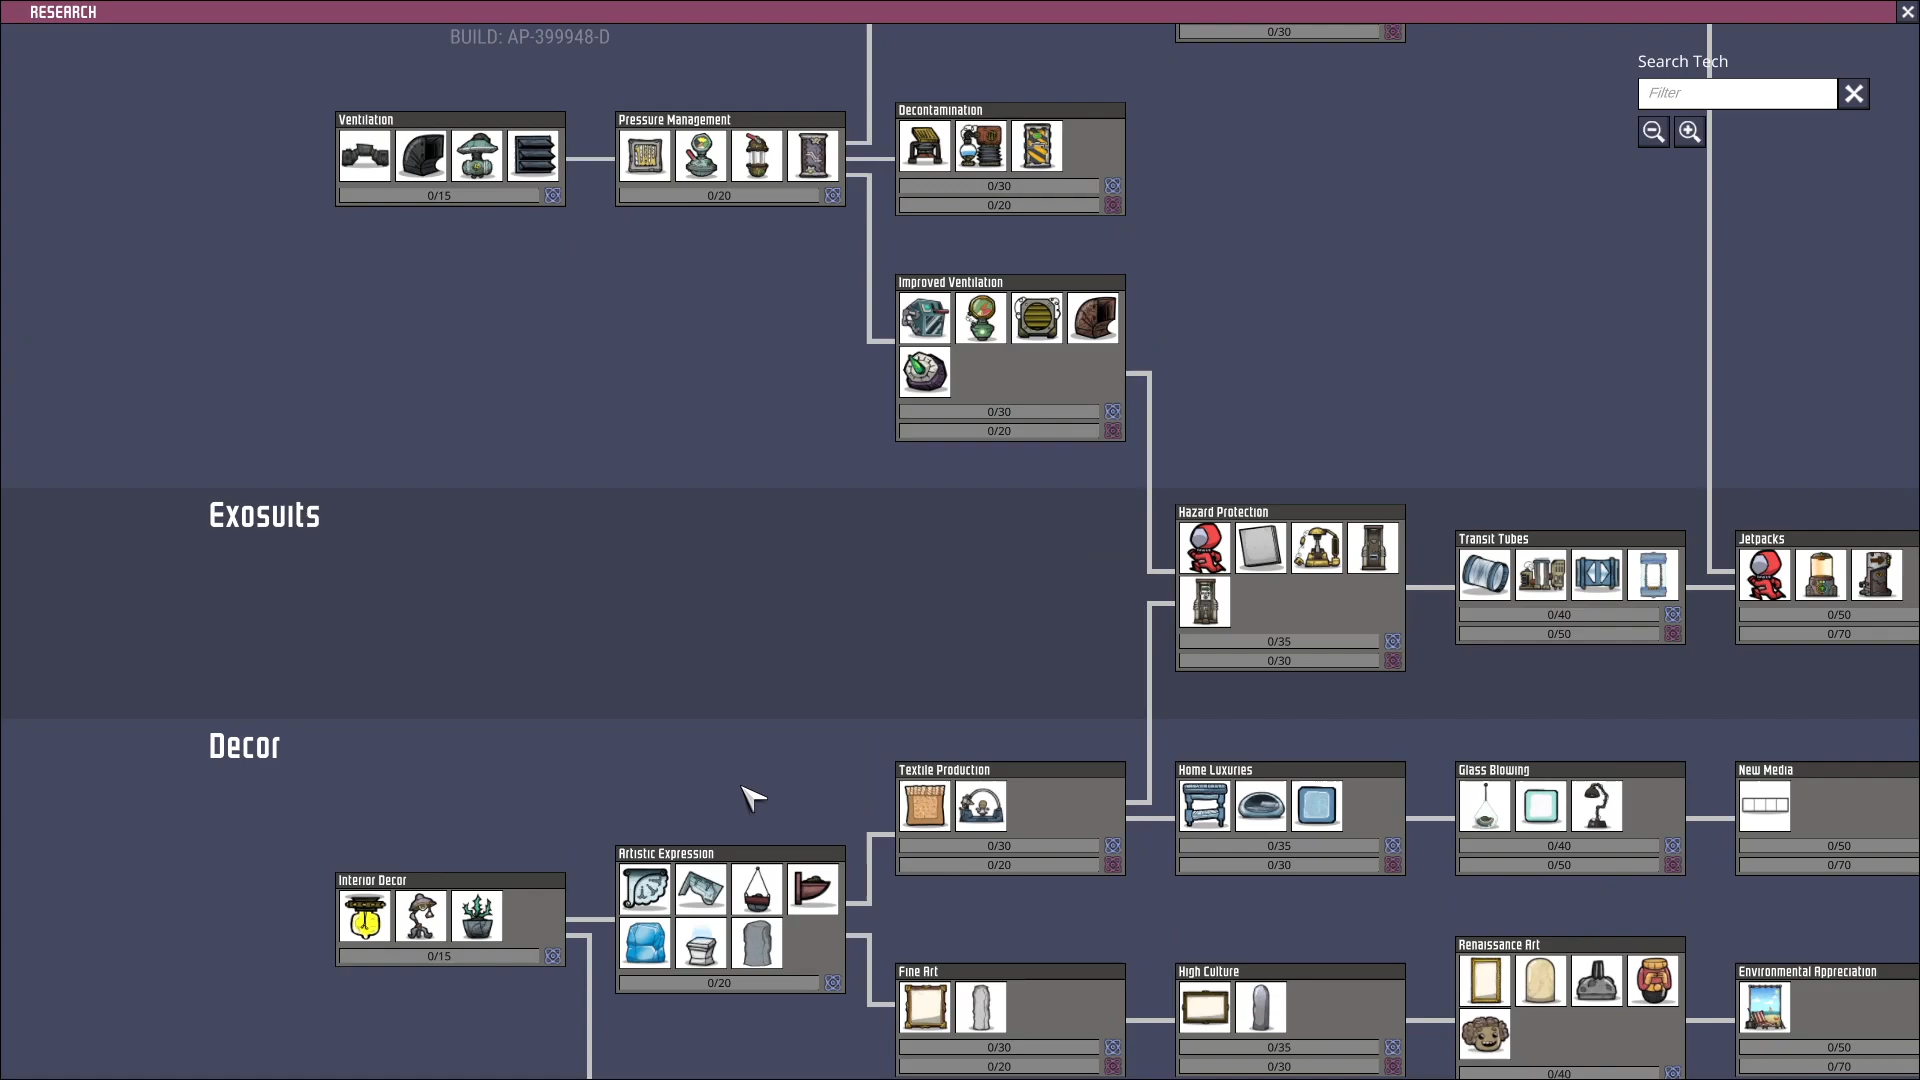 RESEARCH
BUILD: AP-399948-D
0/30
Search Tech
Filter
Ventilation
0/15
Pressure Management
0/20
Decontamination
0/30
0/20
Improved Ventilation
0/30
0/20
Exosuits
Hazard Protection
0/35
0/30
Transit Tubes
0/40
0/50
Jetpacks
0/50
0/70
Decor
Textile Production
0/30
0/20
Home Luxuries
0/35
0/30
Glass Blowing
0/40
0/50
New Media
0/50
0/70
Interior Decor
0/15
Artistic Expression
0/20
Fine Art
0/30
0/20
High Culture
0/35
0/30
Renaissance Art
0/40
Environmental Appreciation
0/50
0/70